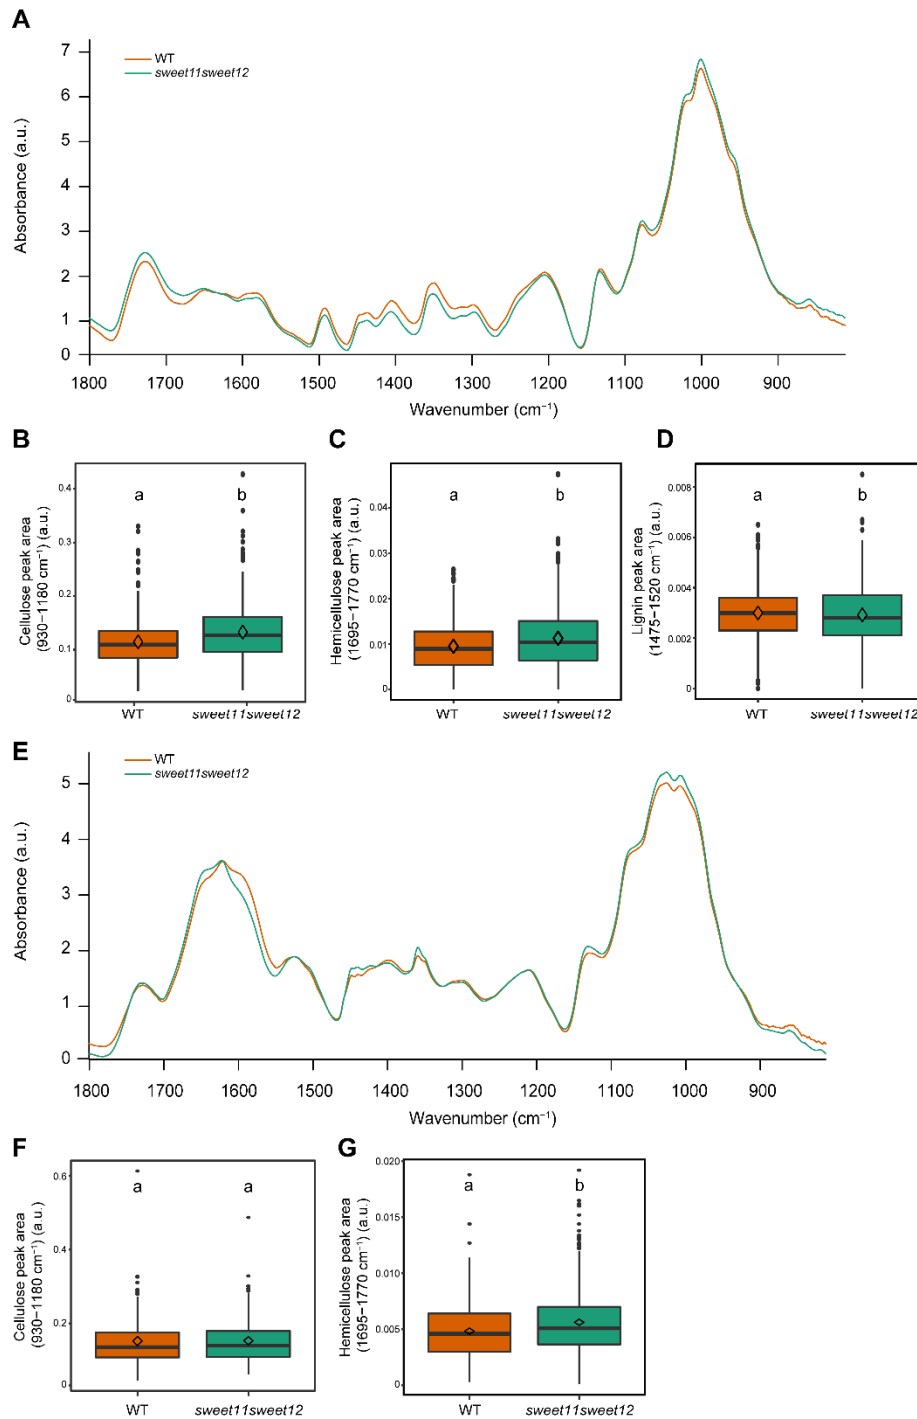 A
WT
sweet11sweet12
Absorbance (a.u.)
7
6
5
4
3
2
1
0
1800 1700 1600 1500 1400 1300 1200 1100 1000 900
Wavenumber (cm⁻¹)
B
Cellulose peak area
(930−1180 cm⁻¹) (a.u.)
0.4
0.3
0.2
0.1
0
a b
WT sweet11sweet12
C
Hemicellulose peak area
(1695−1770 cm⁻¹) (a.u.)
0.04
0.03
0.02
0.01
0
a b
WT sweet11sweet12
D
Lignin peak area
(1475−1520 cm⁻¹) (a.u.)
0.008
0.006
0.004
0.002
0
a b
WT sweet11sweet12
E
WT
sweet11sweet12
Absorbance (a.u.)
5
4
3
2
1
0
1800 1700 1600 1500 1400 1300 1200 1100 1000 900
Wavenumber (cm⁻¹)
F
Cellulose peak area
(930−1180 cm⁻¹) (a.u.)
0.6
0.4
0.2
0
a a
WT sweet11sweet12
G
Hemicellulose peak area
(1695−1770 cm⁻¹) (a.u.)
0.020
0.015
0.010
0.005
0
a b
WT sweet11sweet12